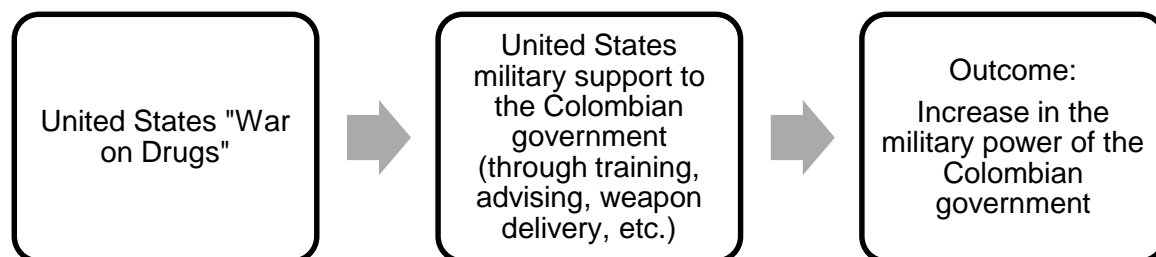 United States "War
on Drugs"
United States
military support to
the Colombian
government
(through training,
advising, weapon
delivery, etc.)
Outcome:
Increase in the
military power of the
Colombian
government